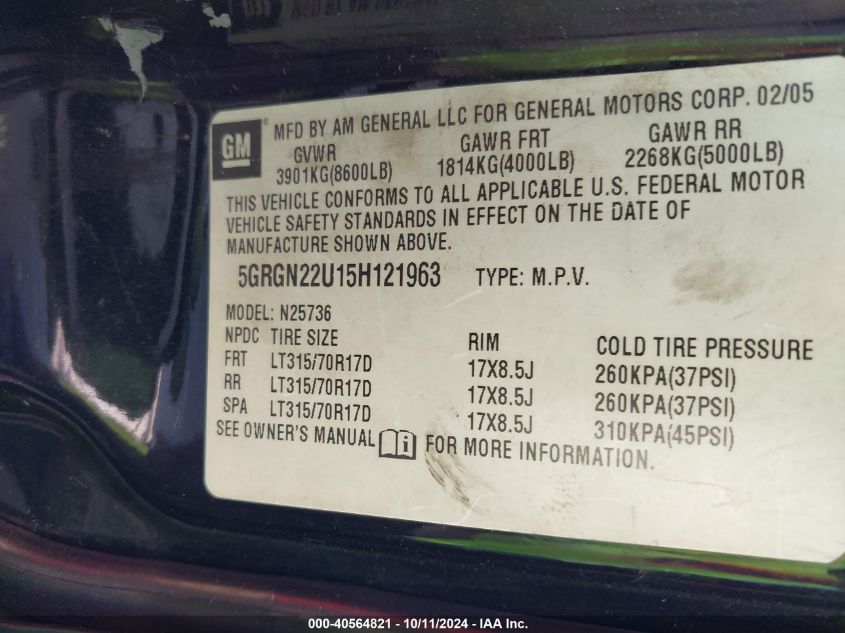 GM
MFD BY AM GENERAL LLC FOR GENERAL MOTORS CORP. 02/05
GVWR GAWR FRT GAWR RR
3901KG(8600LB) 1814KG(4000LB) 2268KG(5000LB)
THIS VEHICLE CONFORMS TO ALL APPLICABLE U.S. FEDERAL MOTOR
VEHICLE SAFETY STANDARDS IN EFFECT ON THE DATE OF
MANUFACTURE SHOWN ABOVE.
5GRGN22U15H121963 TYPE: M.P.V.
MODEL: N25736
NPDC TIRE SIZE RIM COLD TIRE PRESSURE
FRT LT315/70R17D 17X8.5J 260KPA(37PSI)
RR LT315/70R17D 17X8.5J 260KPA(37PSI)
SPA LT315/70R17D 17X8.5J 310KPA(45PSI)
SEE OWNER'S MANUAL i FOR MORE INFORMATION.
000-40564821 - 10/11/2024 - IAA Inc.